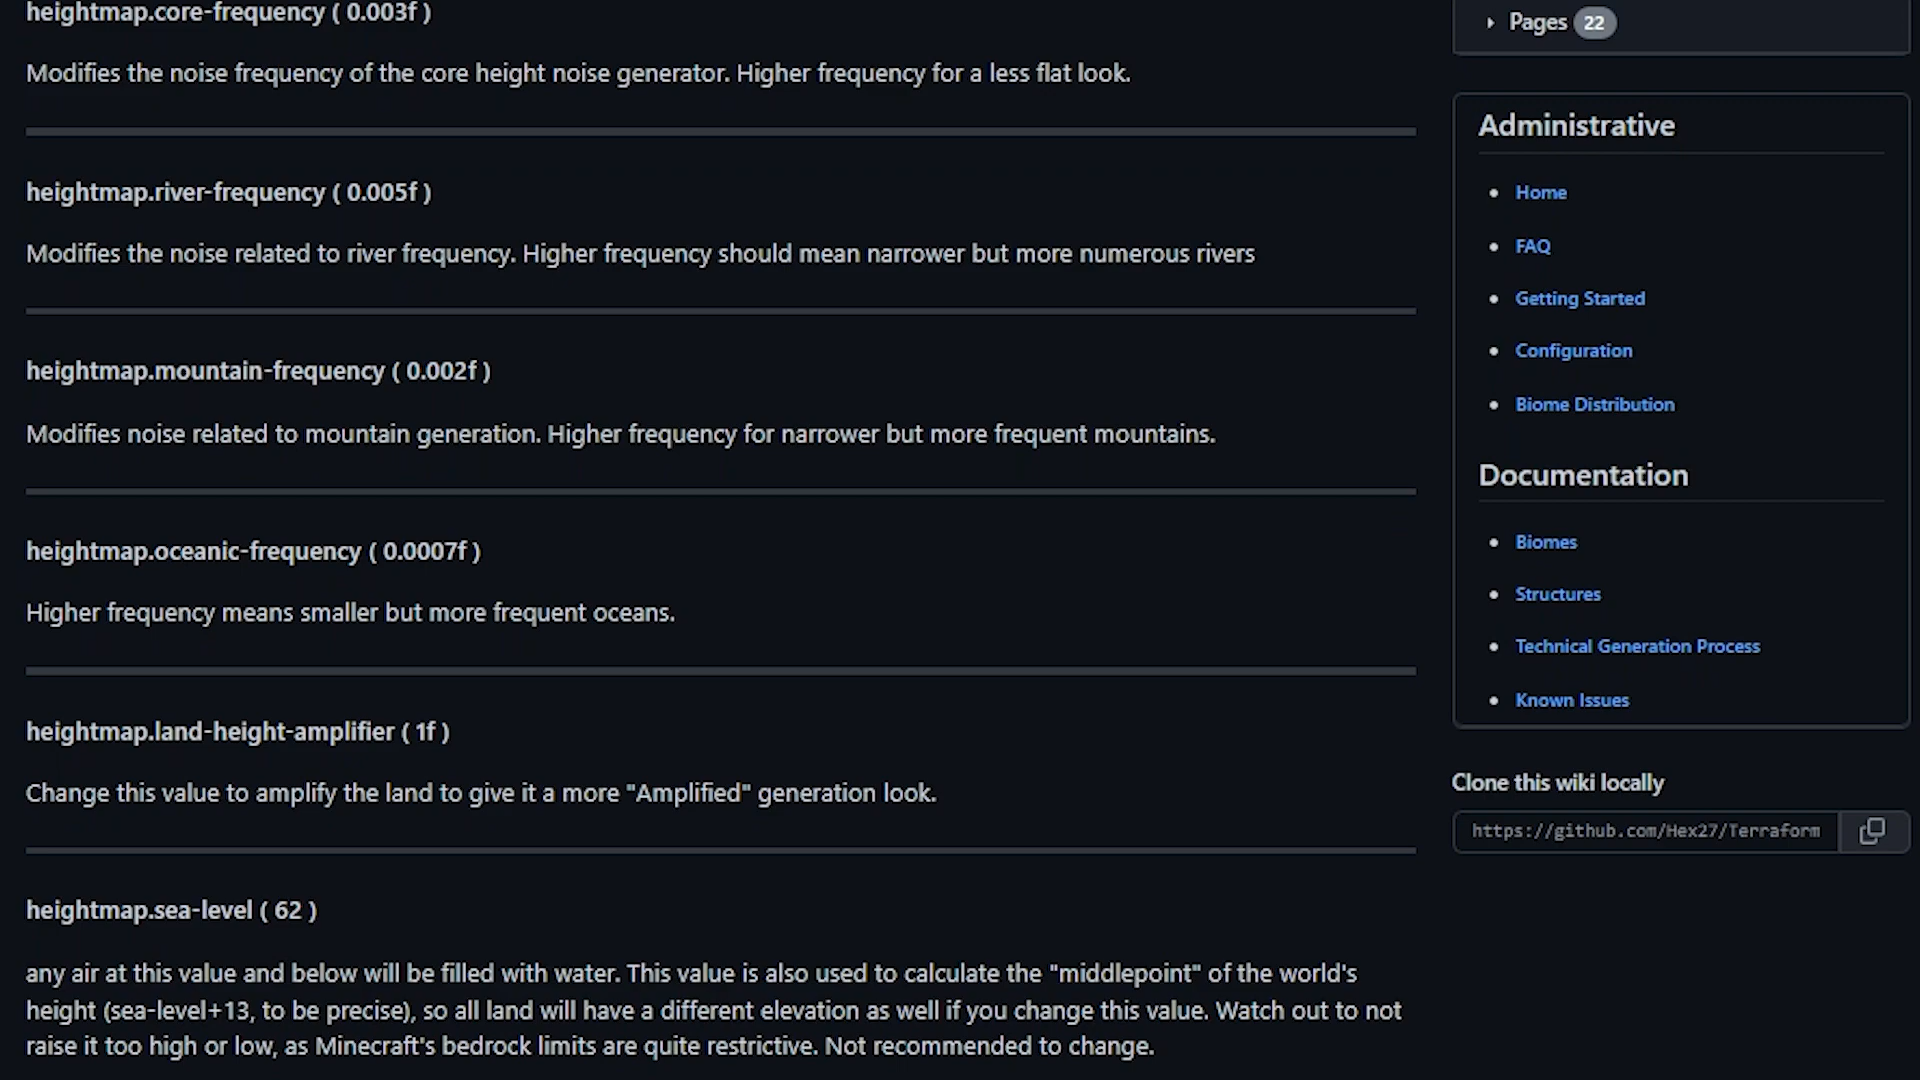 heightmap.core-frequency ( 0.003f )
Modifies the noise frequency of the core height noise generator. Higher frequency for a less flat look.
heightmap.river-frequency ( 0.005f )
Modifies the noise related to river frequency. Higher frequency should mean narrower but more numerous rivers
heightmap.mountain-frequency ( 0.002f )
Modifies noise related to mountain generation. Higher frequency for narrower but more frequent mountains.
heightmap.oceanic-frequency ( 0.0007f )
Higher frequency means smaller but more frequent oceans.
heightmap.land-height-amplifier ( 1f )
Change this value to amplify the land to give it a more "Amplified" generation look.
heightmap.sea-level ( 62 )
any air at this value and below will be filled with water. This value is also used to calculate the "middlepoint" of the world's
height (sea-level+13, to be precise), so all land will have a different elevation as well if you change this value. Watch out to not
raise it too high or low, as Minecraft's bedrock limits are quite restrictive. Not recommended to change.
Pages 22
Administrative
Home
FAQ
Getting Started
Configuration
Biome Distribution
Documentation
Biomes
Structures
Technical Generation Process
Known Issues
Clone this wiki locally
https://github.com/Hex27/Terraform